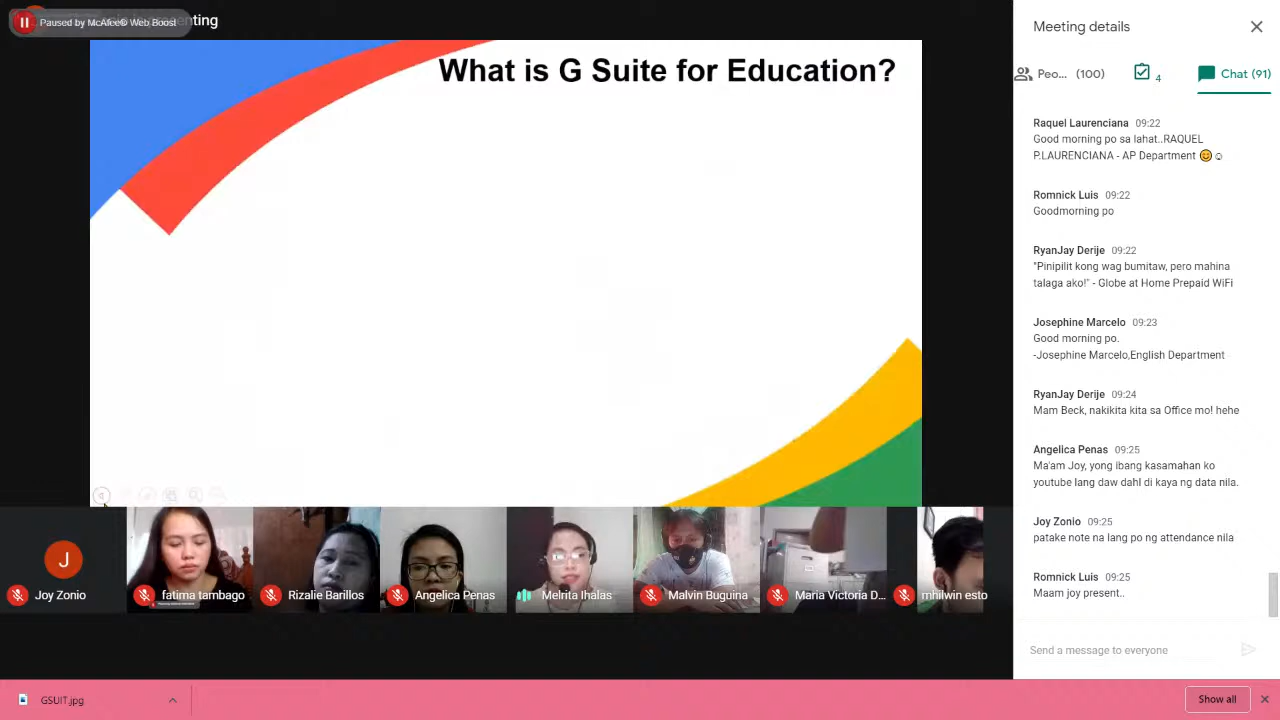 Paused by McAfee® Web Boost
enting
What is G Suite for Education?
J
Joy Zonio
fatima tambago
Rizalie Barillos
Angelica Penas
Melrita Ihalas
Malvin Buguina
Maria Victoria D...
mhilwin esto
Meeting details
Peo... (100)
4
Chat (91)
Raquel Laurenciana 09:22
Good morning po sa lahat..RAQUEL
P.LAURENCIANA - AP Department 😊☺
Romnick Luis 09:22
Goodmorning po
RyanJay Derije 09:22
"Pinipilit kong wag bumitaw, pero mahina
talaga ako!" - Globe at Home Prepaid WiFi
Josephine Marcelo 09:23
Good morning po.
-Josephine Marcelo,English Department
RyanJay Derije 09:24
Mam Beck, nakikita kita sa Office mo! hehe
Angelica Penas 09:25
Ma'am Joy, yong ibang kasamahan ko
youtube lang daw dahl di kaya ng data nila.
Joy Zonio 09:25
patake note na lang po ng attendance nila
Romnick Luis 09:25
Maam joy present..
Send a message to everyone
GSUIT.jpg
Show all